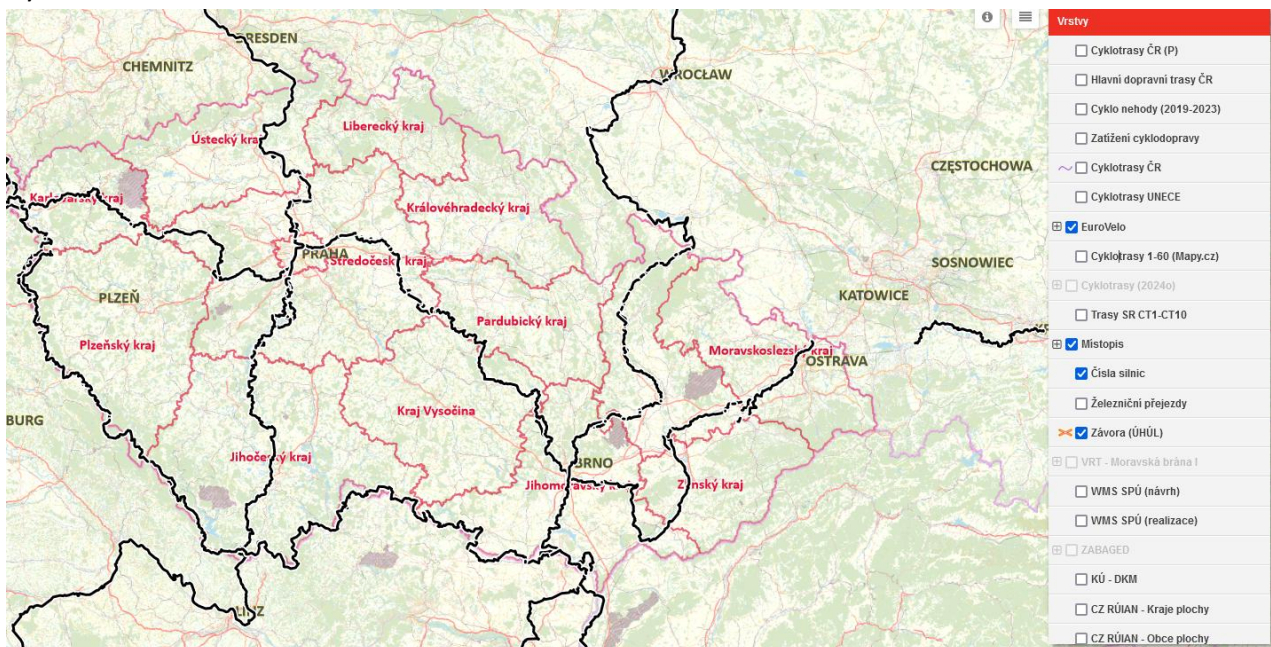 DRESDEN
CHEMNITZ
WROCŁAW
Liberecký kraj
Ústecký kraj
CZĘSTOCHOWA
Karlovarský kraj
Královéhradecký kraj
PRAHA
Středočeský kraj
SOSNOWIEC
PLZEŇ
KATOWICE
Pardubický kraj
Plzeňský kraj
Moravskoslezský kraj
OSTRAVA
Kraj Vysočina
BURG
Jihočeský kraj
BRNO
Jihomoravský k
Zlínský kraj
LINZ
Vrstvy
Cyklotrasy ČR (P)
Hlavní dopravní trasy ČR
Cyklo nehody (2019-2023)
Zatížení cyklodopravy
Cyklotrasy ČR
Cyklotrasy UNECE
EuroVelo
Cyklotrasy 1-60 (Mapy.cz)
Cyklotrasy (2024o)
Trasy SR CT1-CT10
Místopis
Čísla silnic
Železniční přejezdy
Závora (ÚHÚL)
VRT - Moravská brána I
WMS SPÚ (návrh)
WMS SPÚ (realizace)
ZABAGED
KÚ - DKM
CZ RÚIAN - Kraje plochy
CZ RÚIAN - Obce plochy